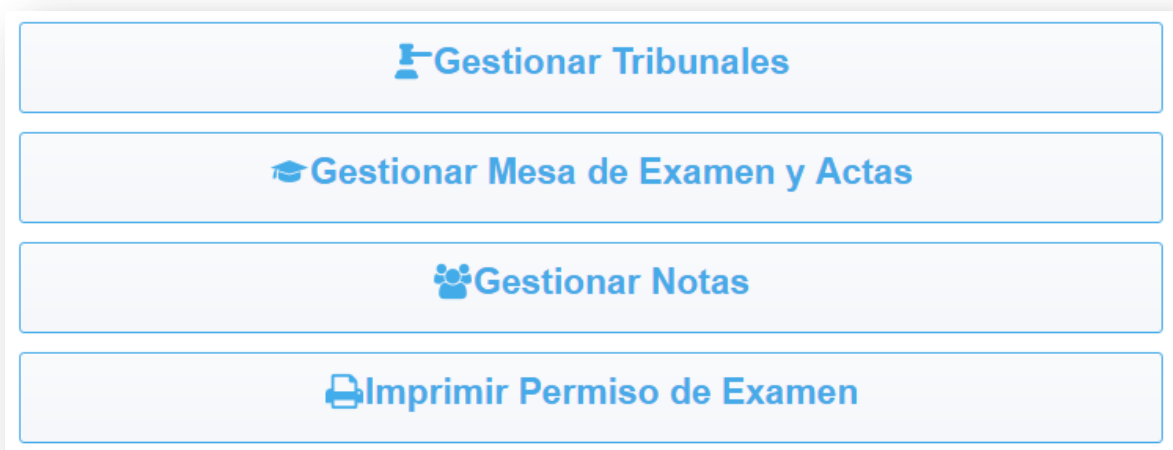 Gestionar Tribunales
Gestionar Mesa de Examen y Actas
Gestionar Notas
Imprimir Permiso de Examen